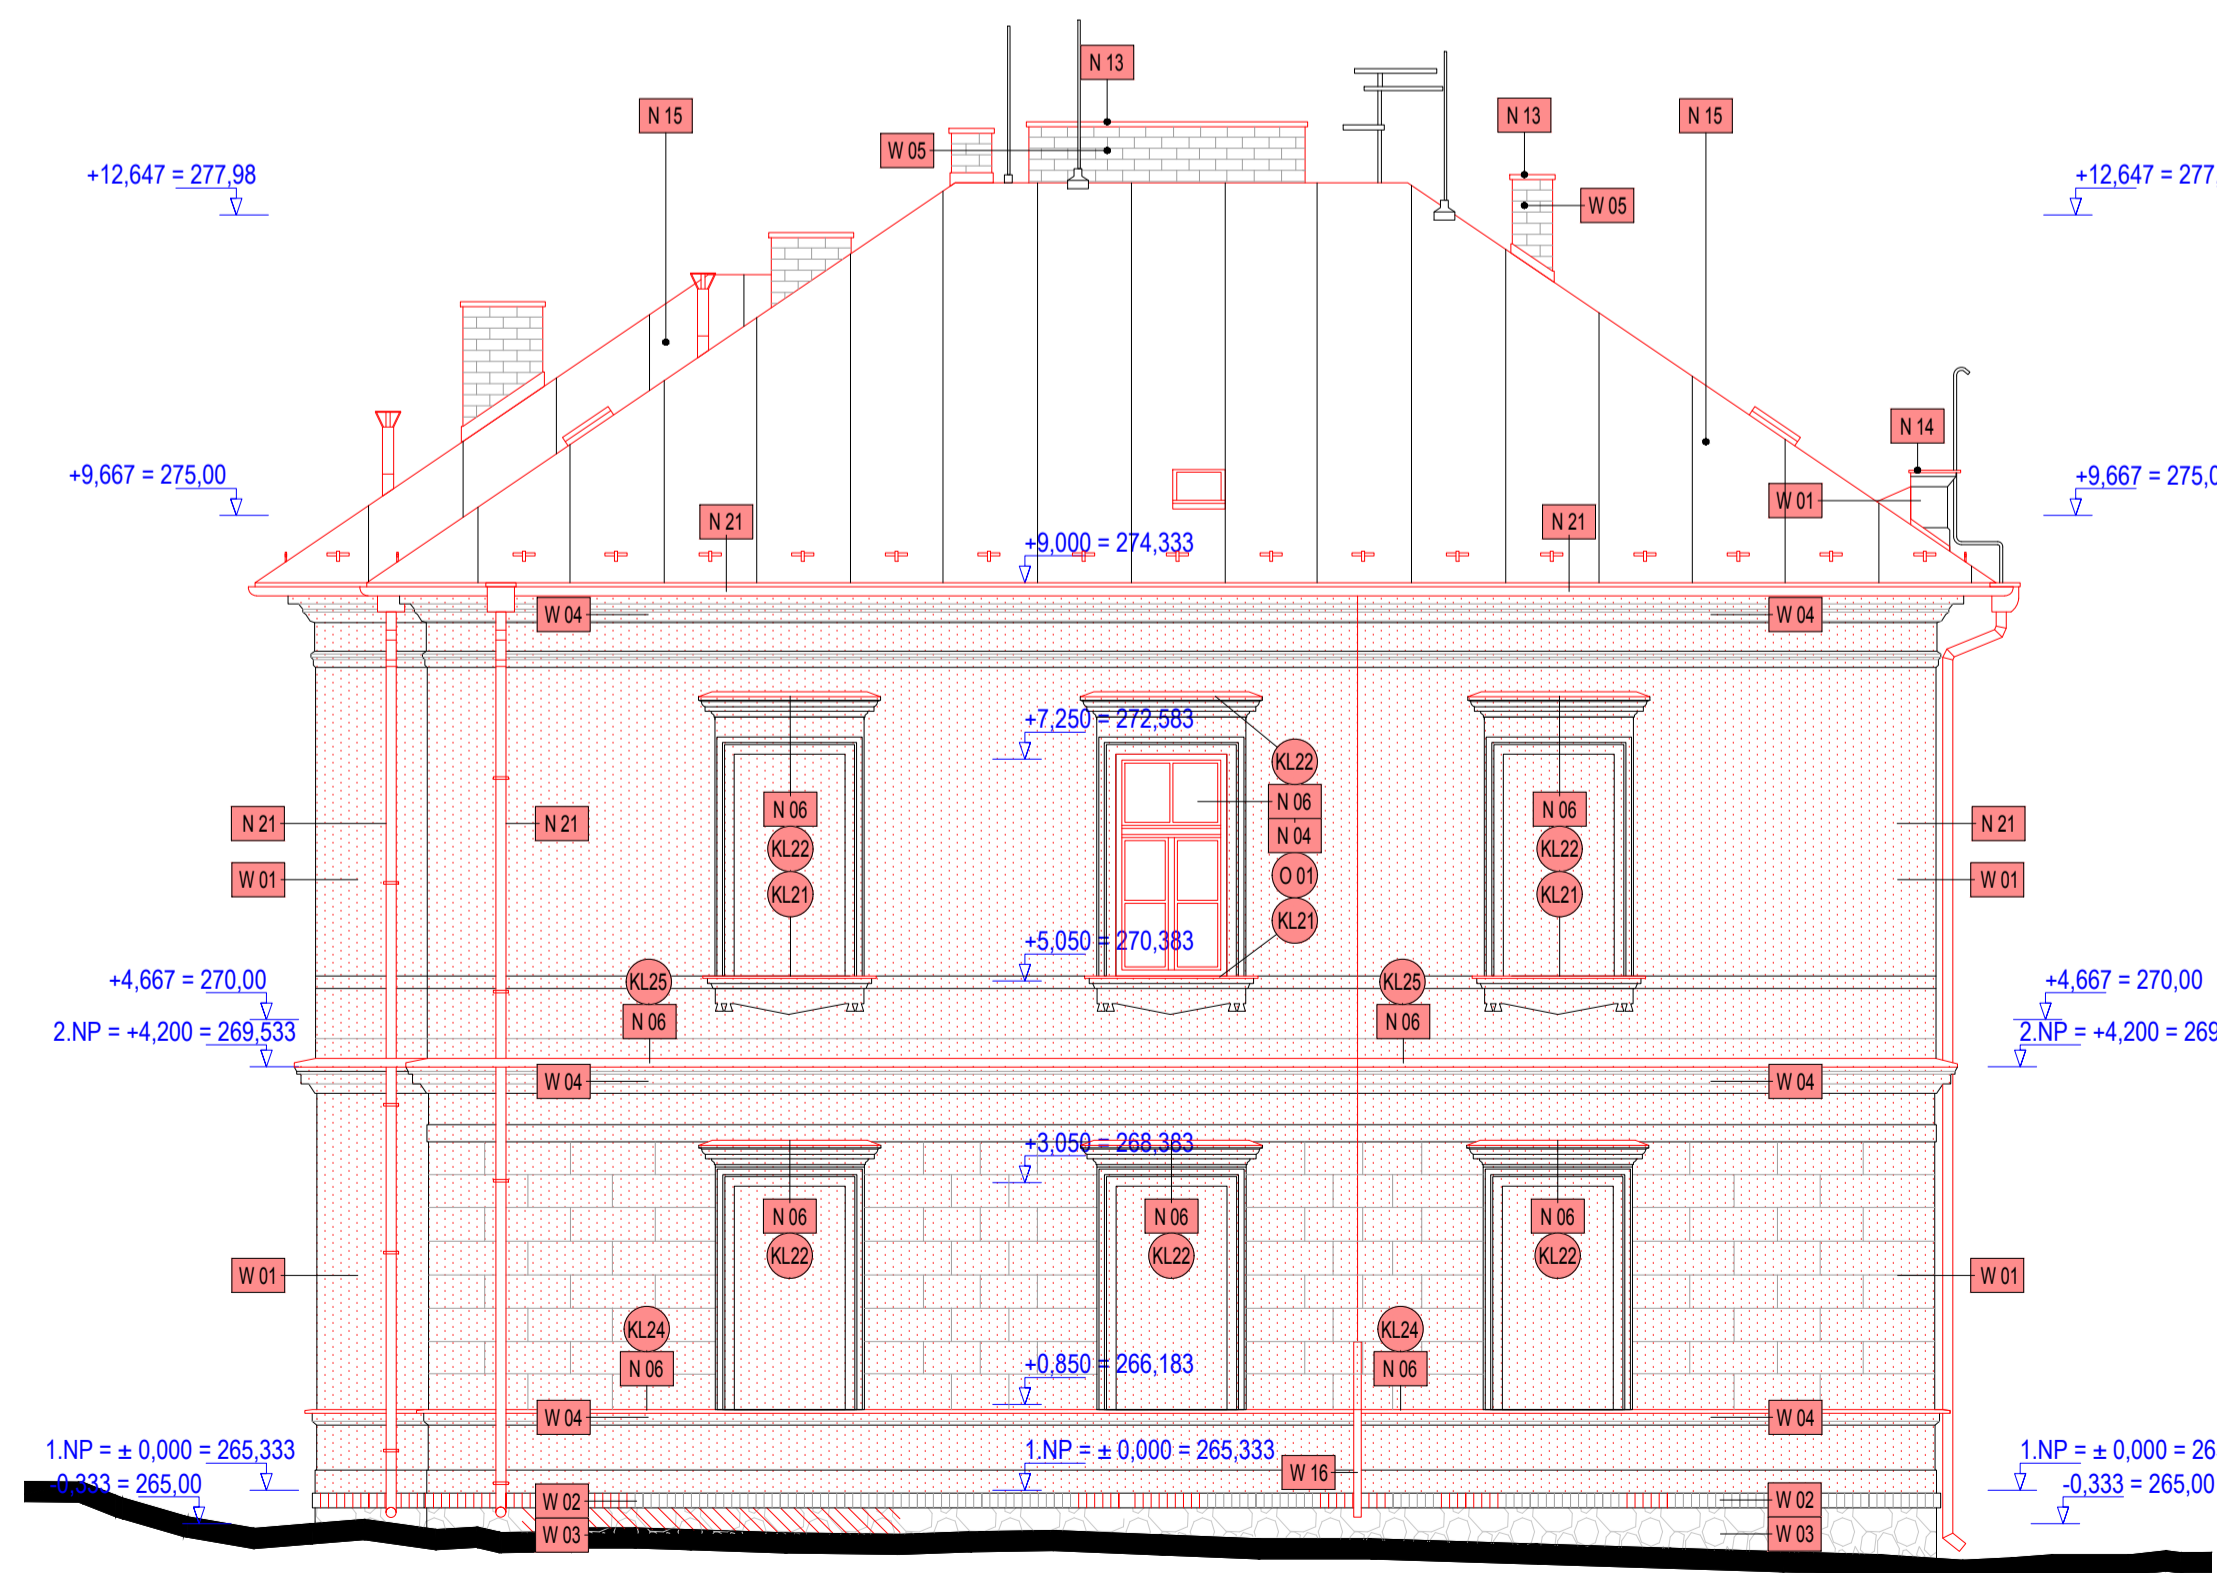 N 13
N 15
N 13
N 15
W 05
+12,647 = 277,98
+12,647 = 277,
W 05
N 14
+9,667 = 275,00
+9,667 = 275,0
W 01
N 21
N 21
+9,000 = 274,333
W 04
W 04
+7,250 = 272,583
KL22
N 06
N 06
N 06
N 21
N 21
N 21
N 04
KL22
KL22
W 01
O 01
W 01
KL21
KL21
KL21
+5,050 = 270,383
+4,667 = 270,00
KL25
KL25
+4,667 = 270,00
N 06
N 06
2.NP = +4,200 = 269,533
2.NP = +4,200 = 269
W 04
W 04
+3,050 = 268,383
N 06
N 06
N 06
KL22
KL22
KL22
W 01
W 01
KL24
KL24
N 06
+0,850 = 266,183
N 06
W 04
W 04
1.NP = ± 0,000 = 265,333
1.NP = ± 0,000 = 265,333
1.NP = ± 0,000 = 26
W 16
-0,333 = 265,00
-0,333 = 265,00
W 02
W 02
W 03
W 03